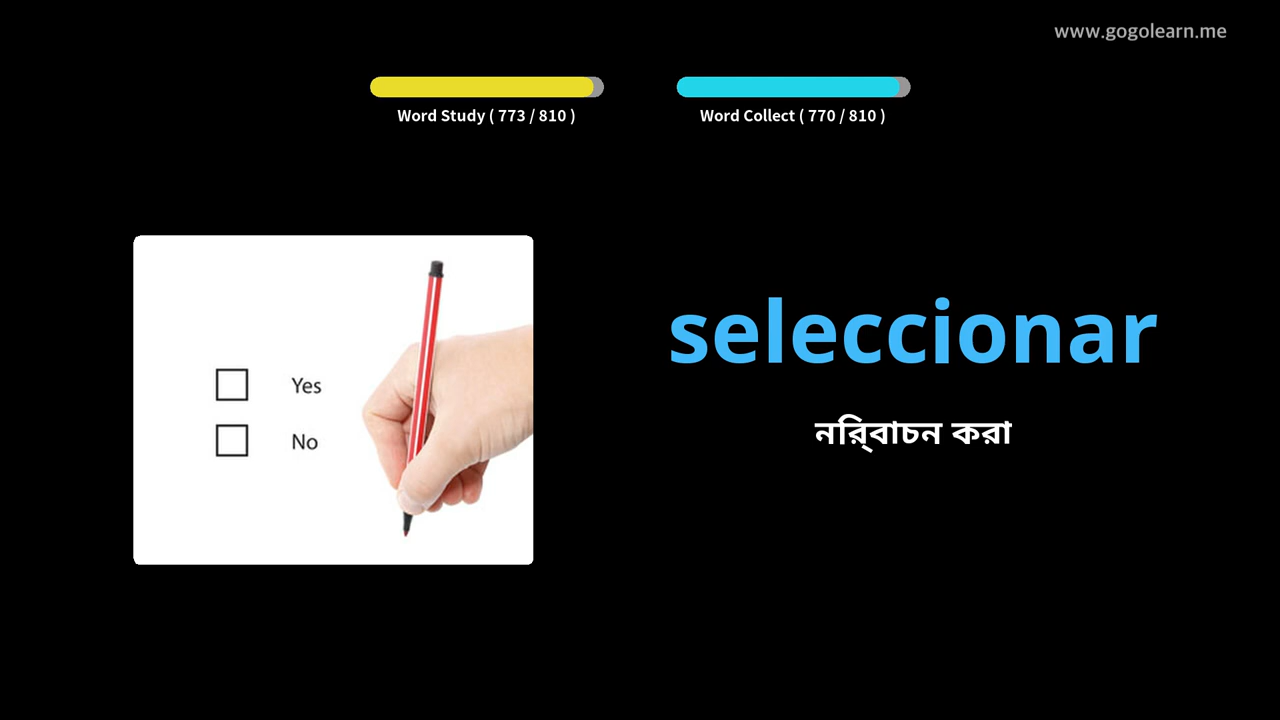 www.gogolearn.me
Word Study ( 773 / 810 )
Word Collect ( 770 / 810 )
Yes
No
seleccionar
নির্বাচন করা